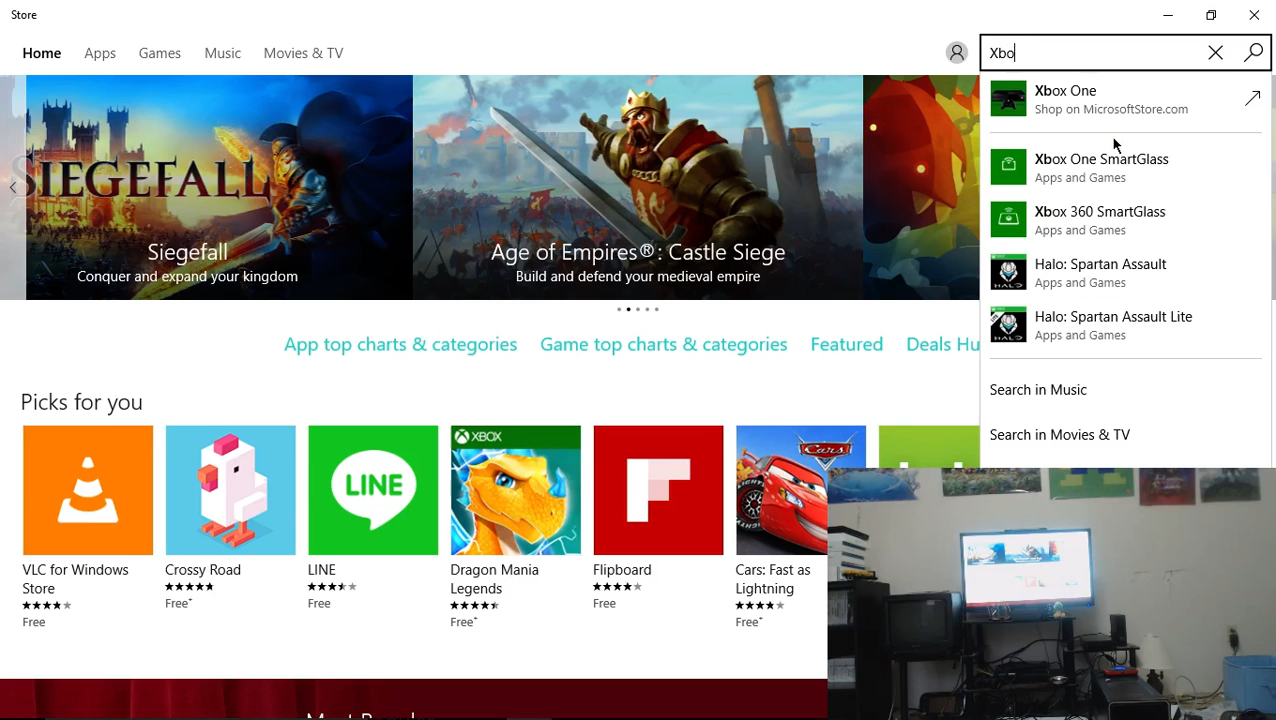 Store
Home Apps Games Music Movies & TV
Xbo
SIEGEFALL
Siegefall
Conquer and expand your kingdom
Age of Empires®: Castle Siege
Build and defend your medieval empire
Xbox One
Shop on MicrosoftStore.com
Xbox One SmartGlass
Apps and Games
Xbox 360 SmartGlass
Apps and Games
HALO
Halo: Spartan Assault
Apps and Games
HALO
Halo: Spartan Assault Lite
Apps and Games
Search in Music
Search in Movies & TV
App top charts & categories Game top charts & categories Featured Deals Hu
Picks for you
LINE
XBOX
Cars
VLC for Windows Store
Free
Crossy Road
Free*
LINE
Free
Dragon Mania Legends
Free*
Flipboard
Free
Cars: Fast as Lightning
Free*